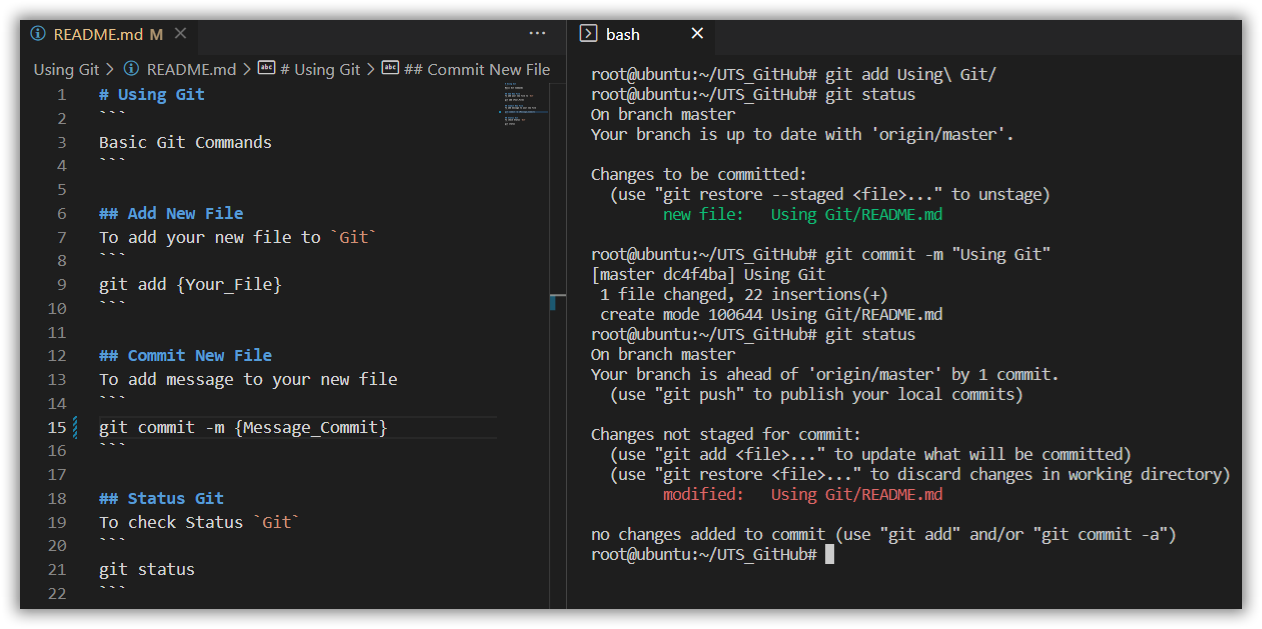 README.md M
Using Git > README.md > # Using Git > ## Commit New File
1 # Using Git
2 ```
3 Basic Git Commands
4 ```
5
6 ## Add New File
7 To add your new file to `Git`
8 ```
9 git add {Your_File}
10 ```
11
12 ## Commit New File
13 To add message to your new file
14 ```
15 git commit -m {Message_Commit}
16 ```
17
18 ## Status Git
19 To check Status `Git`
20 ```
21 git status
22 ```
bash
root@ubuntu:~/UTS_GitHub# git add Using\ Git/
root@ubuntu:~/UTS_GitHub# git status
On branch master
Your branch is up to date with 'origin/master'.
Changes to be committed:
(use "git restore --staged <file>..." to unstage)
new file: Using Git/README.md
root@ubuntu:~/UTS_GitHub# git commit -m "Using Git"
[master dc4f4ba] Using Git
1 file changed, 22 insertions(+)
create mode 100644 Using Git/README.md
root@ubuntu:~/UTS_GitHub# git status
On branch master
Your branch is ahead of 'origin/master' by 1 commit.
(use "git push" to publish your local commits)
Changes not staged for commit:
(use "git add <file>..." to update what will be committed)
(use "git restore <file>..." to discard changes in working directory)
modified: Using Git/README.md
no changes added to commit (use "git add" and/or "git commit -a")
root@ubuntu:~/UTS_GitHub#